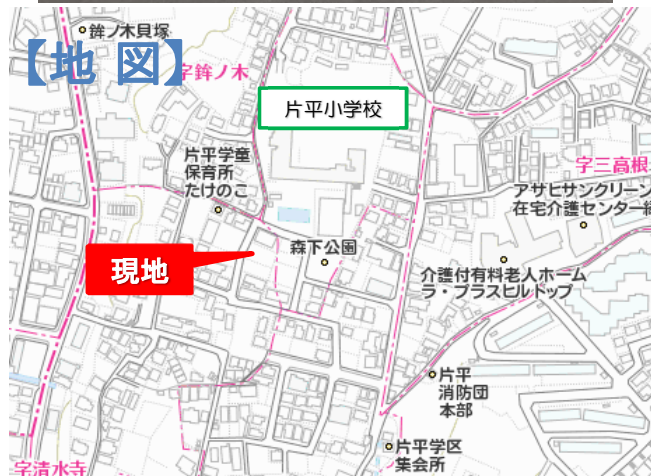 鉾ノ木貝塚
【地 図】
字鉾ノ木
片平小学校
片平学童
保育所
たけのこ
字三高根
アサヒサンクリーン
在宅介護センター緑
現地
森下公園
介護付有料老人ホーム
ラ・プラスヒルトップ
片平
消防団
本部
片平学区
集会所
字清水寺